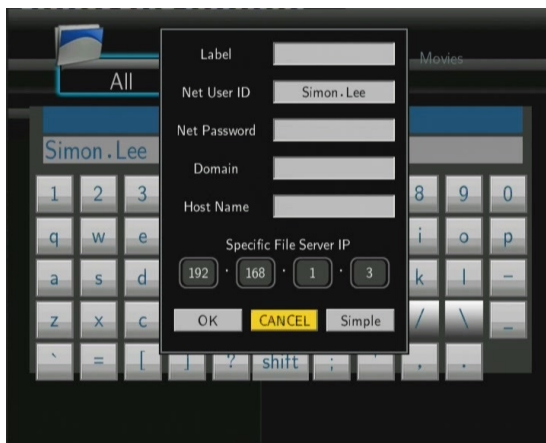 All
Movies
Label
Net User ID Simon.Lee
Net Password
Domain
Host Name
Specific File Server IP
192 . 168 . 1 . 3
OK CANCEL Simple
Simon.Lee
1 2 3 8 9 0
q w e i o p
a s d k l -
z x c / \ _
` = [ ] ? shift ; ' , .